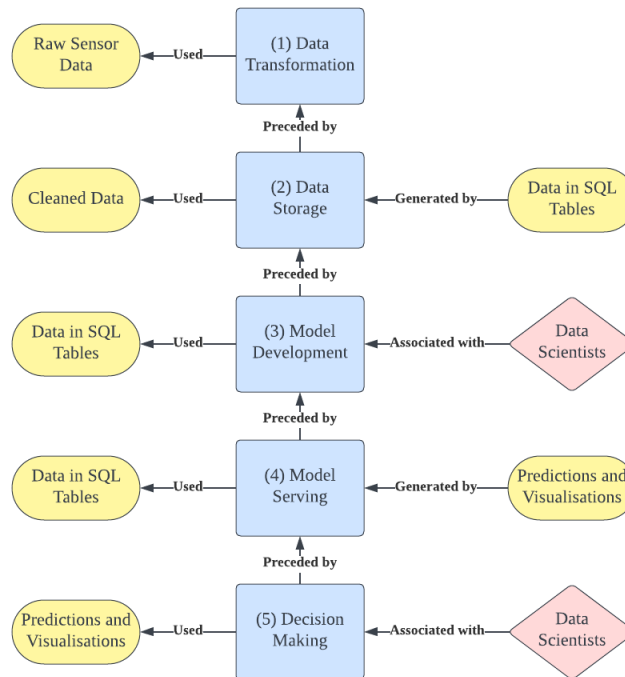 Raw Sensor
Data
Used
(1) Data
Transformation
Preceded by
Cleaned Data
Used
(2) Data
Storage
Generated by
Data in SQL
Tables
Preceded by
Data in SQL
Tables
Used
(3) Model
Development
Associated with
Data
Scientists
Preceded by
Data in SQL
Tables
Used
(4) Model
Serving
Generated by
Predictions and
Visualisations
Preceded by
Predictions and
Visualisations
Used
(5) Decision
Making
Associated with
Data
Scientists